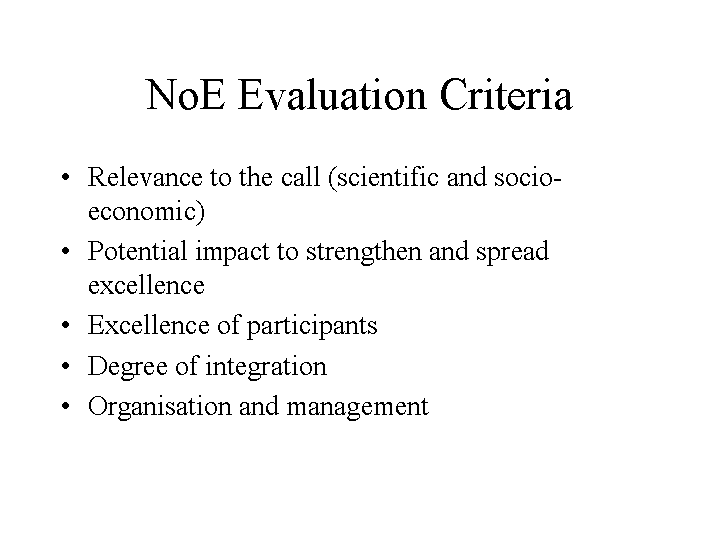 No.E Evaluation Criteria
• Relevance to the call (scientific and socio-
economic)
• Potential impact to strengthen and spread
excellence
• Excellence of participants
• Degree of integration
• Organisation and management